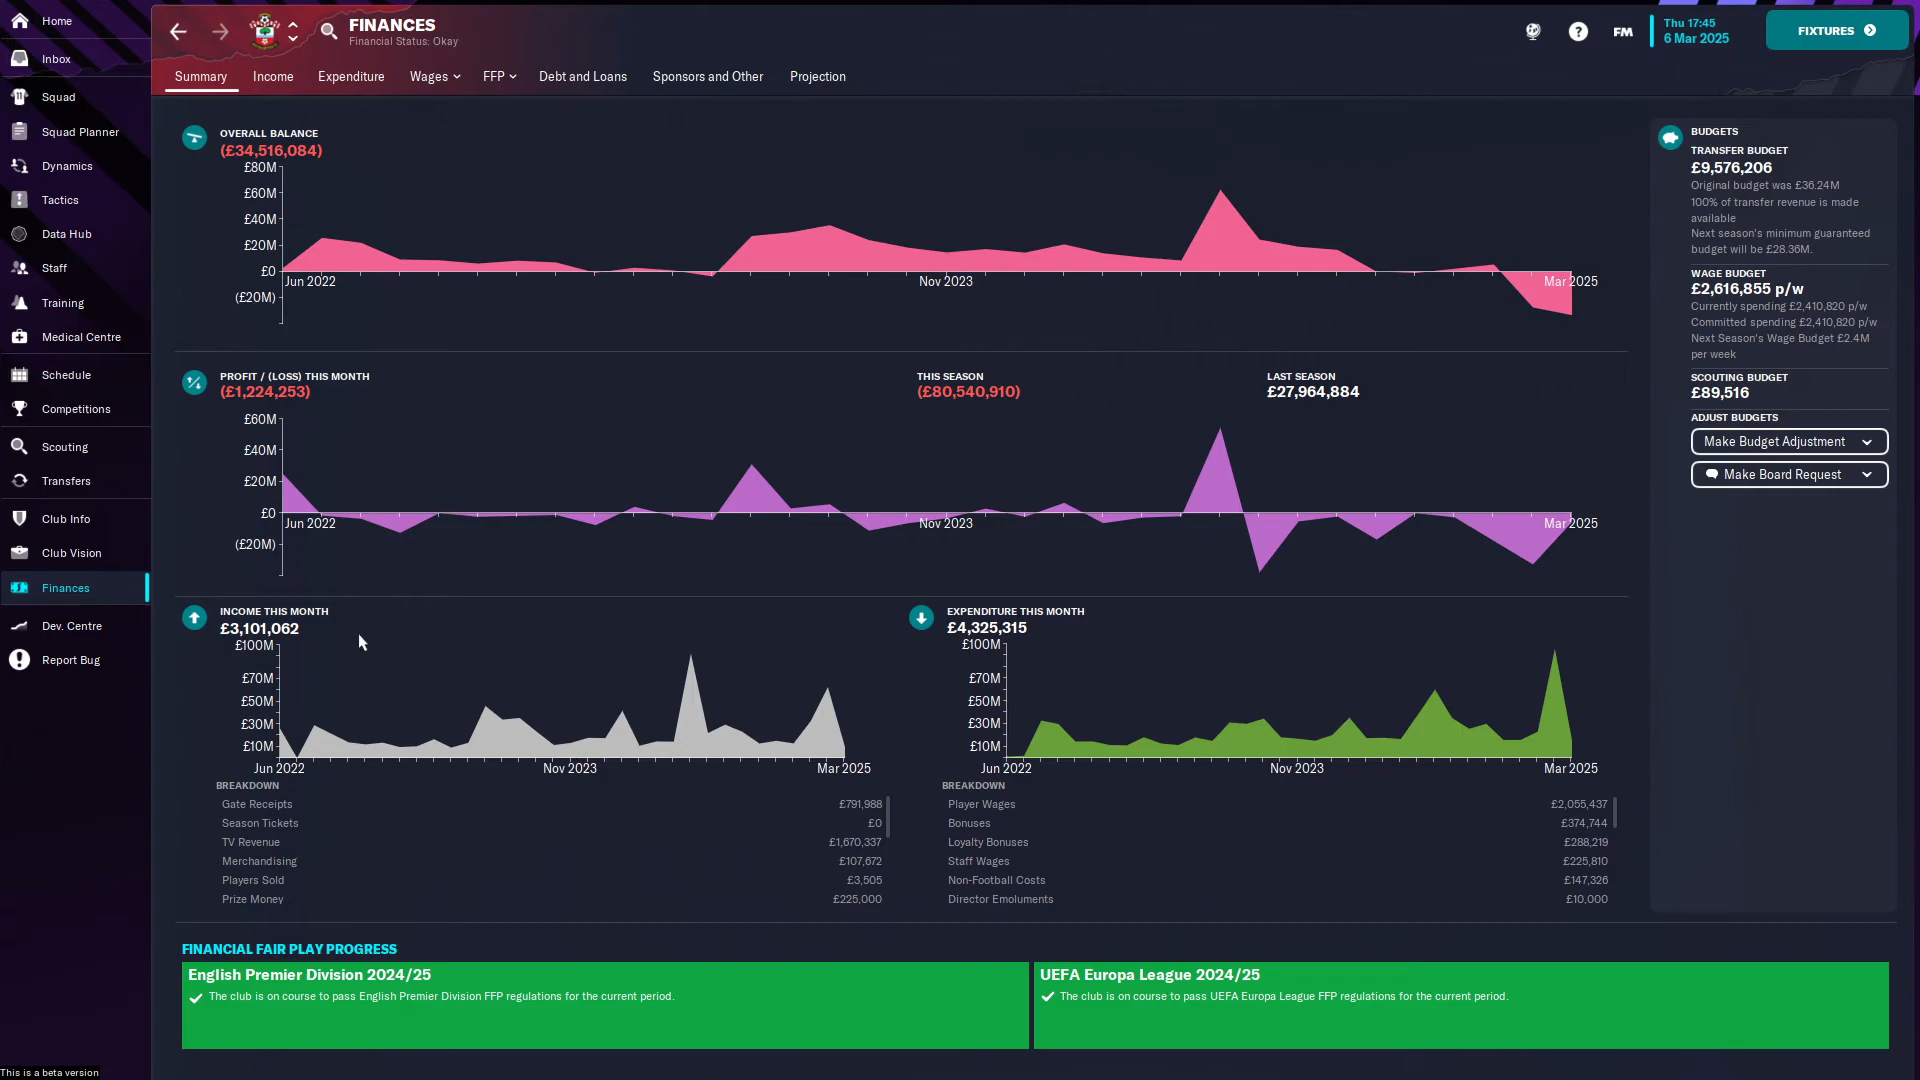 Home
Inbox
Squad
Squad Planner
Dynamics
Tactics
Data Hub
Staff
Training
Medical Centre
Schedule
Competitions
Scouting
Transfers
Club Info
Club Vision
Finances
Dev. Centre
Report Bug
This is a beta version
FINANCES
Financial Status: Okay
FM
Thu 17:45
6 Mar 2025
FIXTURES
Summary Income Expenditure Wages FFP Debt and Loans Sponsors and Other Projection
OVERALL BALANCE
(£34,516,084)
£80M
£60M
£40M
£20M
£0
(£20M)
Jun 2022 Nov 2023 Mar 2025
PROFIT / (LOSS) THIS MONTH
(£1,224,253)
THIS SEASON
(£80,540,910)
LAST SEASON
£27,964,884
£60M
£40M
£20M
£0
(£20M)
Jun 2022 Nov 2023 Mar 2025
INCOME THIS MONTH
£3,101,062
£100M
£70M
£50M
£30M
£10M
Jun 2022 Nov 2023 Mar 2025
BREAKDOWN
Gate Receipts £791,988
Season Tickets £0
TV Revenue £1,670,337
Merchandising £107,672
Players Sold £3,505
Prize Money £225,000
EXPENDITURE THIS MONTH
£4,325,315
£100M
£70M
£50M
£30M
£10M
Jun 2022 Nov 2023 Mar 2025
BREAKDOWN
Player Wages £2,055,437
Bonuses £374,744
Loyalty Bonuses £288,219
Staff Wages £225,810
Non-Football Costs £147,326
Director Emoluments £10,000
BUDGETS
TRANSFER BUDGET
£9,576,206
Original budget was £36.24M
100% of transfer revenue is made
available
Next season's minimum guaranteed
budget will be £28.36M.
WAGE BUDGET
£2,616,855 p/w
Currently spending £2,410,820 p/w
Committed spending £2,410,820 p/w
Next Season's Wage Budget £2.4M
per week
SCOUTING BUDGET
£89,516
ADJUST BUDGETS
Make Budget Adjustment
Make Board Request
FINANCIAL FAIR PLAY PROGRESS
English Premier Division 2024/25
The club is on course to pass English Premier Division FFP regulations for the current period.
UEFA Europa League 2024/25
The club is on course to pass UEFA Europa League FFP regulations for the current period.